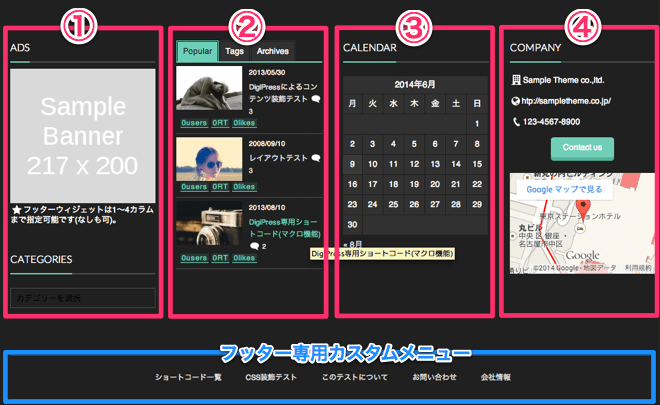 ①
ADS
Sample
Banner
217 x 200
★フッターウィジェットは1〜4カラム
まで指定可能です(なしも可)。
CATEGORIES
カテゴリーを選択
②
Popular Tags Archives
2013/05/30
DigiPressによるコン
テンツ装飾テスト
3
0users 0RT 0likes
2008/09/10
レイアウトテスト 3
0users 0RT 0likes
2013/08/10
DigiPress専用ショー
トコード(マクロ機能)
2
0users 0RT 0likes
DigiPress専用ショートコード(マクロ機能)
③
CALENDAR
2014年6月
月 火 水 木 金 土 日
1
2 3 4 5 6 7 8
9 10 11 12 13 14 15
16 17 18 19 20 21 22
23 24 25 26 27 28 29
30
« 8月
④
COMPANY
Sample Theme co.,ltd.
http://sampletheme.co.jp/
123-4567-8900
Contact us
Google マップで見る
東京ステーションホテル
丸ビル
中央 区 銀座
名古屋市中区
Google
©2014 Google - 地図データ 利用規約
フッター専用カスタムメニュー
ショートコード一覧 CSS装飾テスト このテストについて お問い合わせ 会社情報